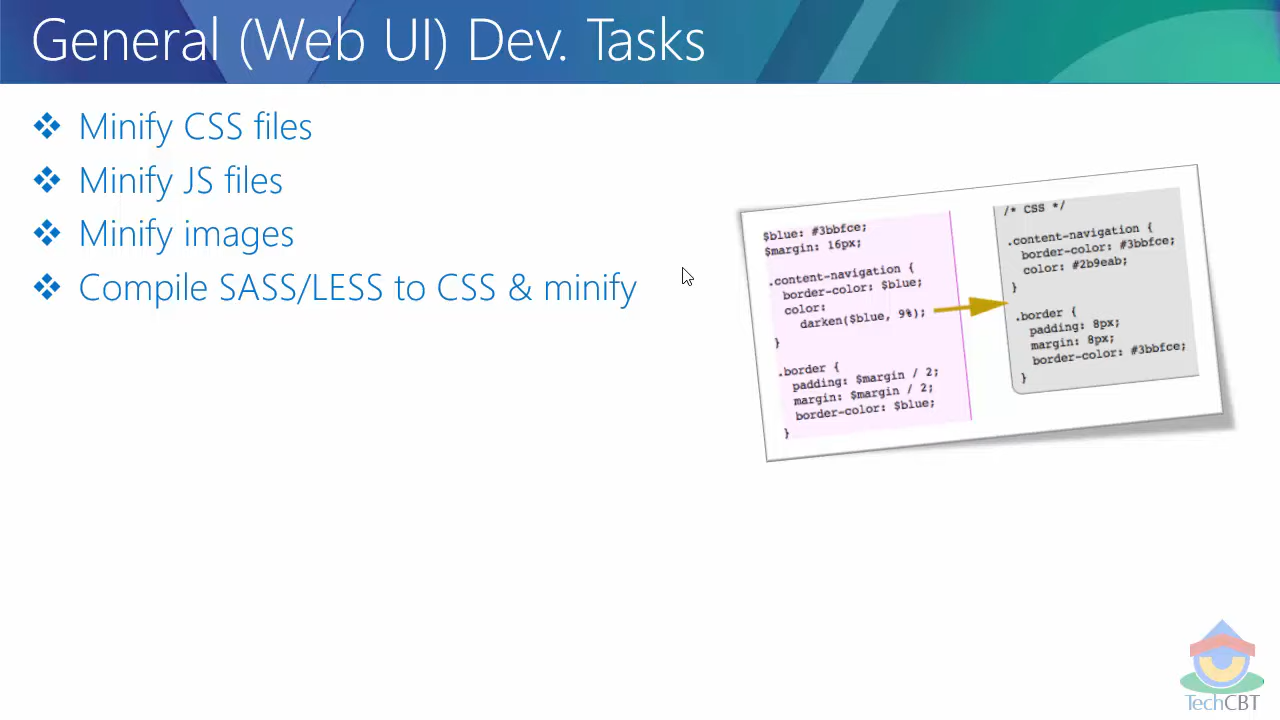 General (Web UI) Dev. Tasks
Minify CSS files
Minify JS files
Minify images
Compile SASS/LESS to CSS & minify
$blue: #3bbfce;
$margin: 16px;
.content-navigation {
border-color: $blue;
color:
darken($blue, 9%);
}
.border {
padding: $margin / 2;
margin: $margin / 2;
border-color: $blue;
}
/* CSS */
.content-navigation {
border-color: #3bbfce;
color: #2b9eab;
}
.border {
padding: 8px;
margin: 8px;
border-color: #3bbfce;
}
TechCBT